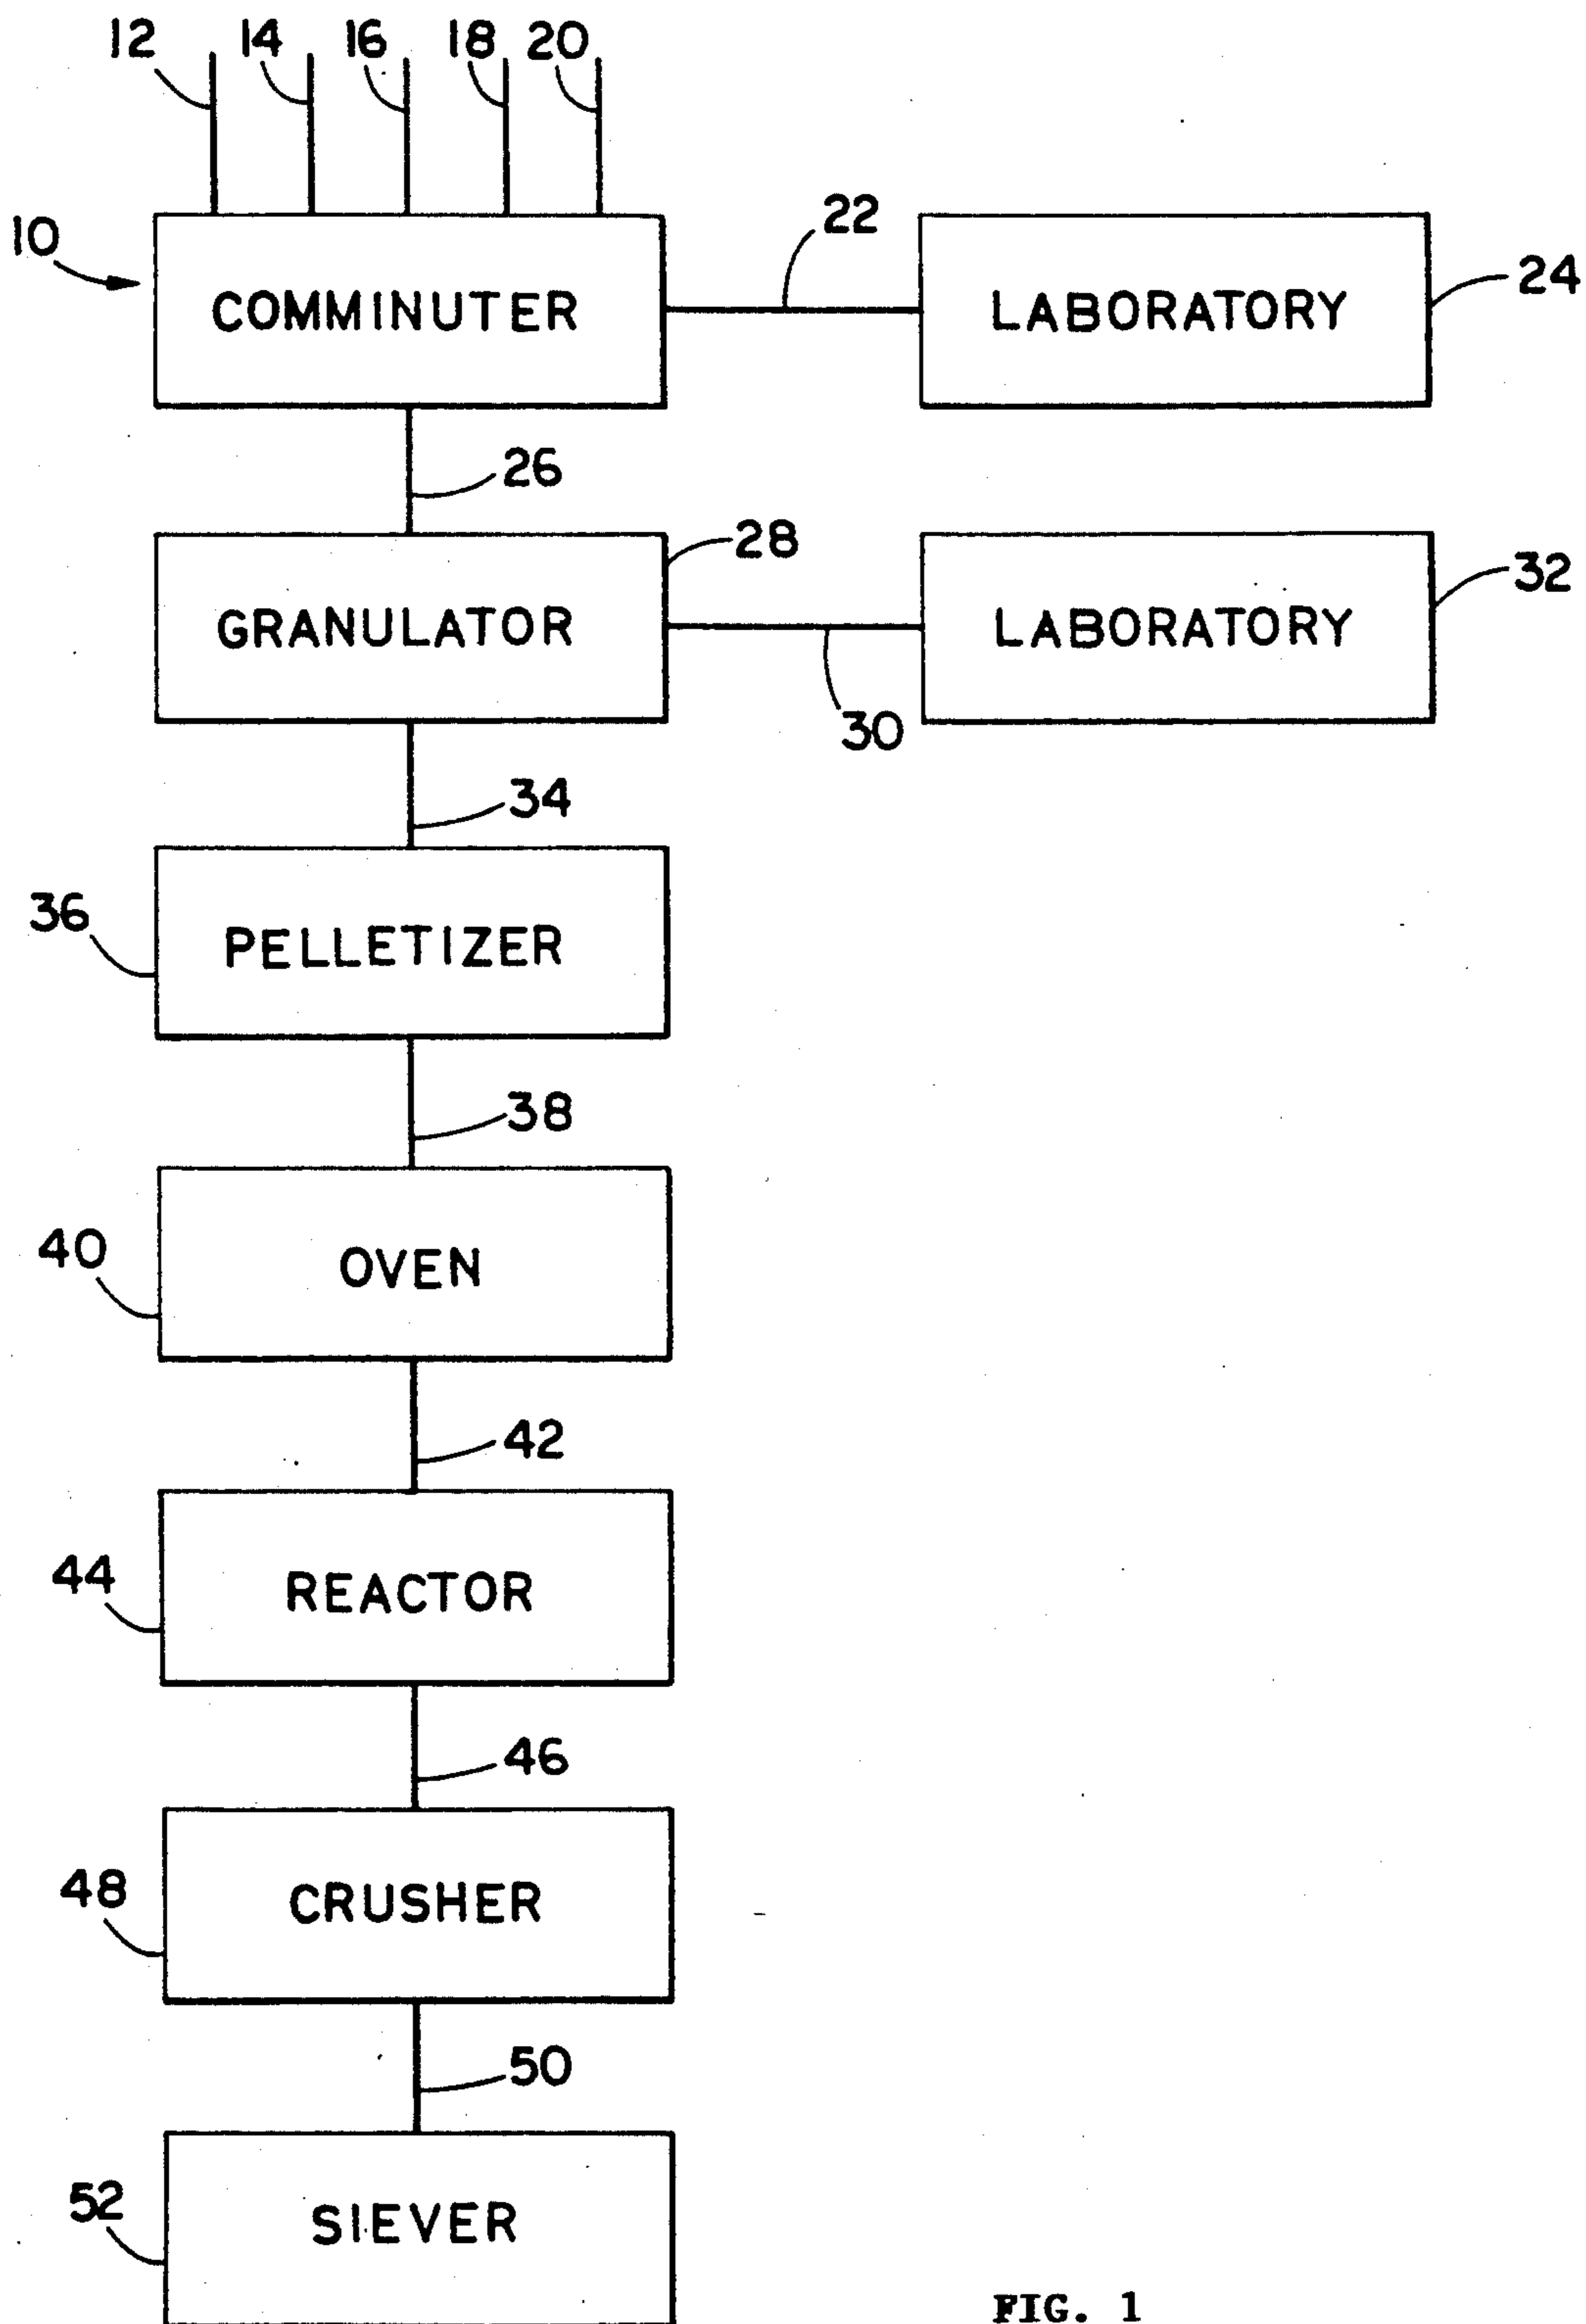 12 14 16 18 20
10
COMMINUTER
22
LABORATORY
24
26
GRANULATOR
28
30
LABORATORY
32
34
36
PELLETIZER
38
40
OVEN
42
44
REACTOR
46
48
CRUSHER
50
52
SIEVER
FIG. 1